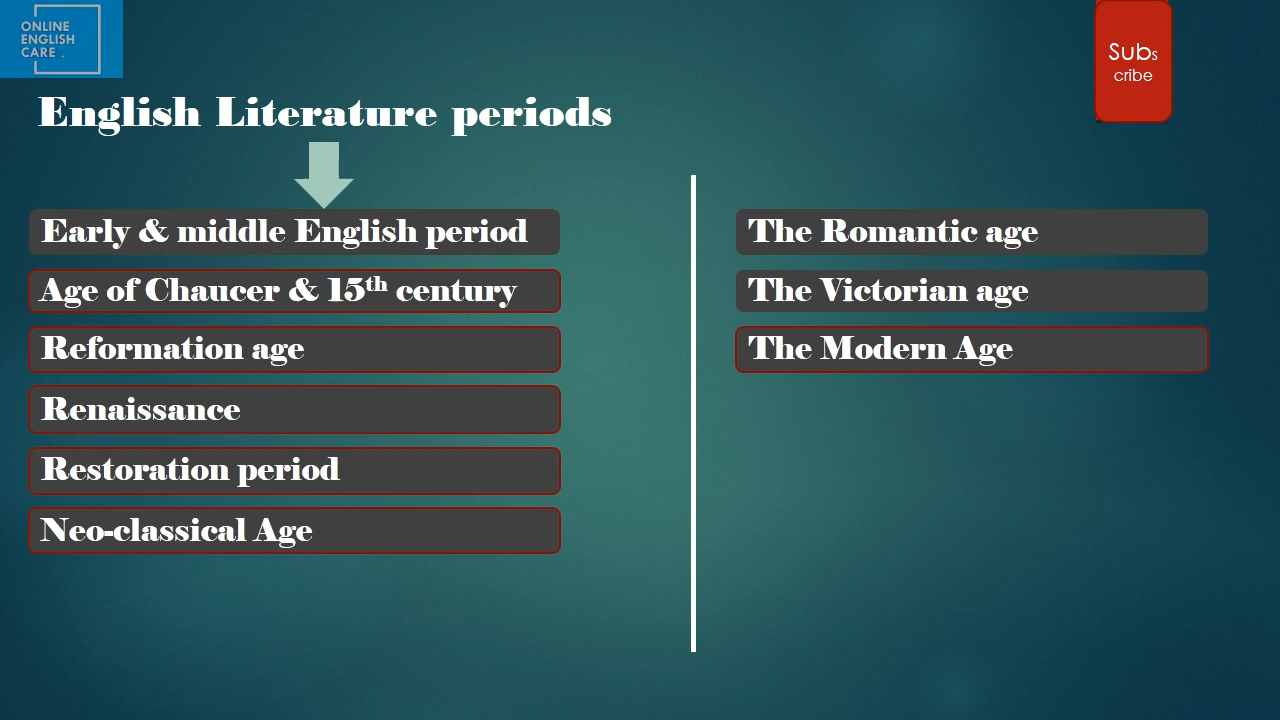 ONLINE
ENGLISH
CARE .
Subs
cribe
English Literature periods
Early & middle English period
Age of Chaucer & 15th century
Reformation age
Renaissance
Restoration period
Neo-classical Age
The Romantic age
The Victorian age
The Modern Age